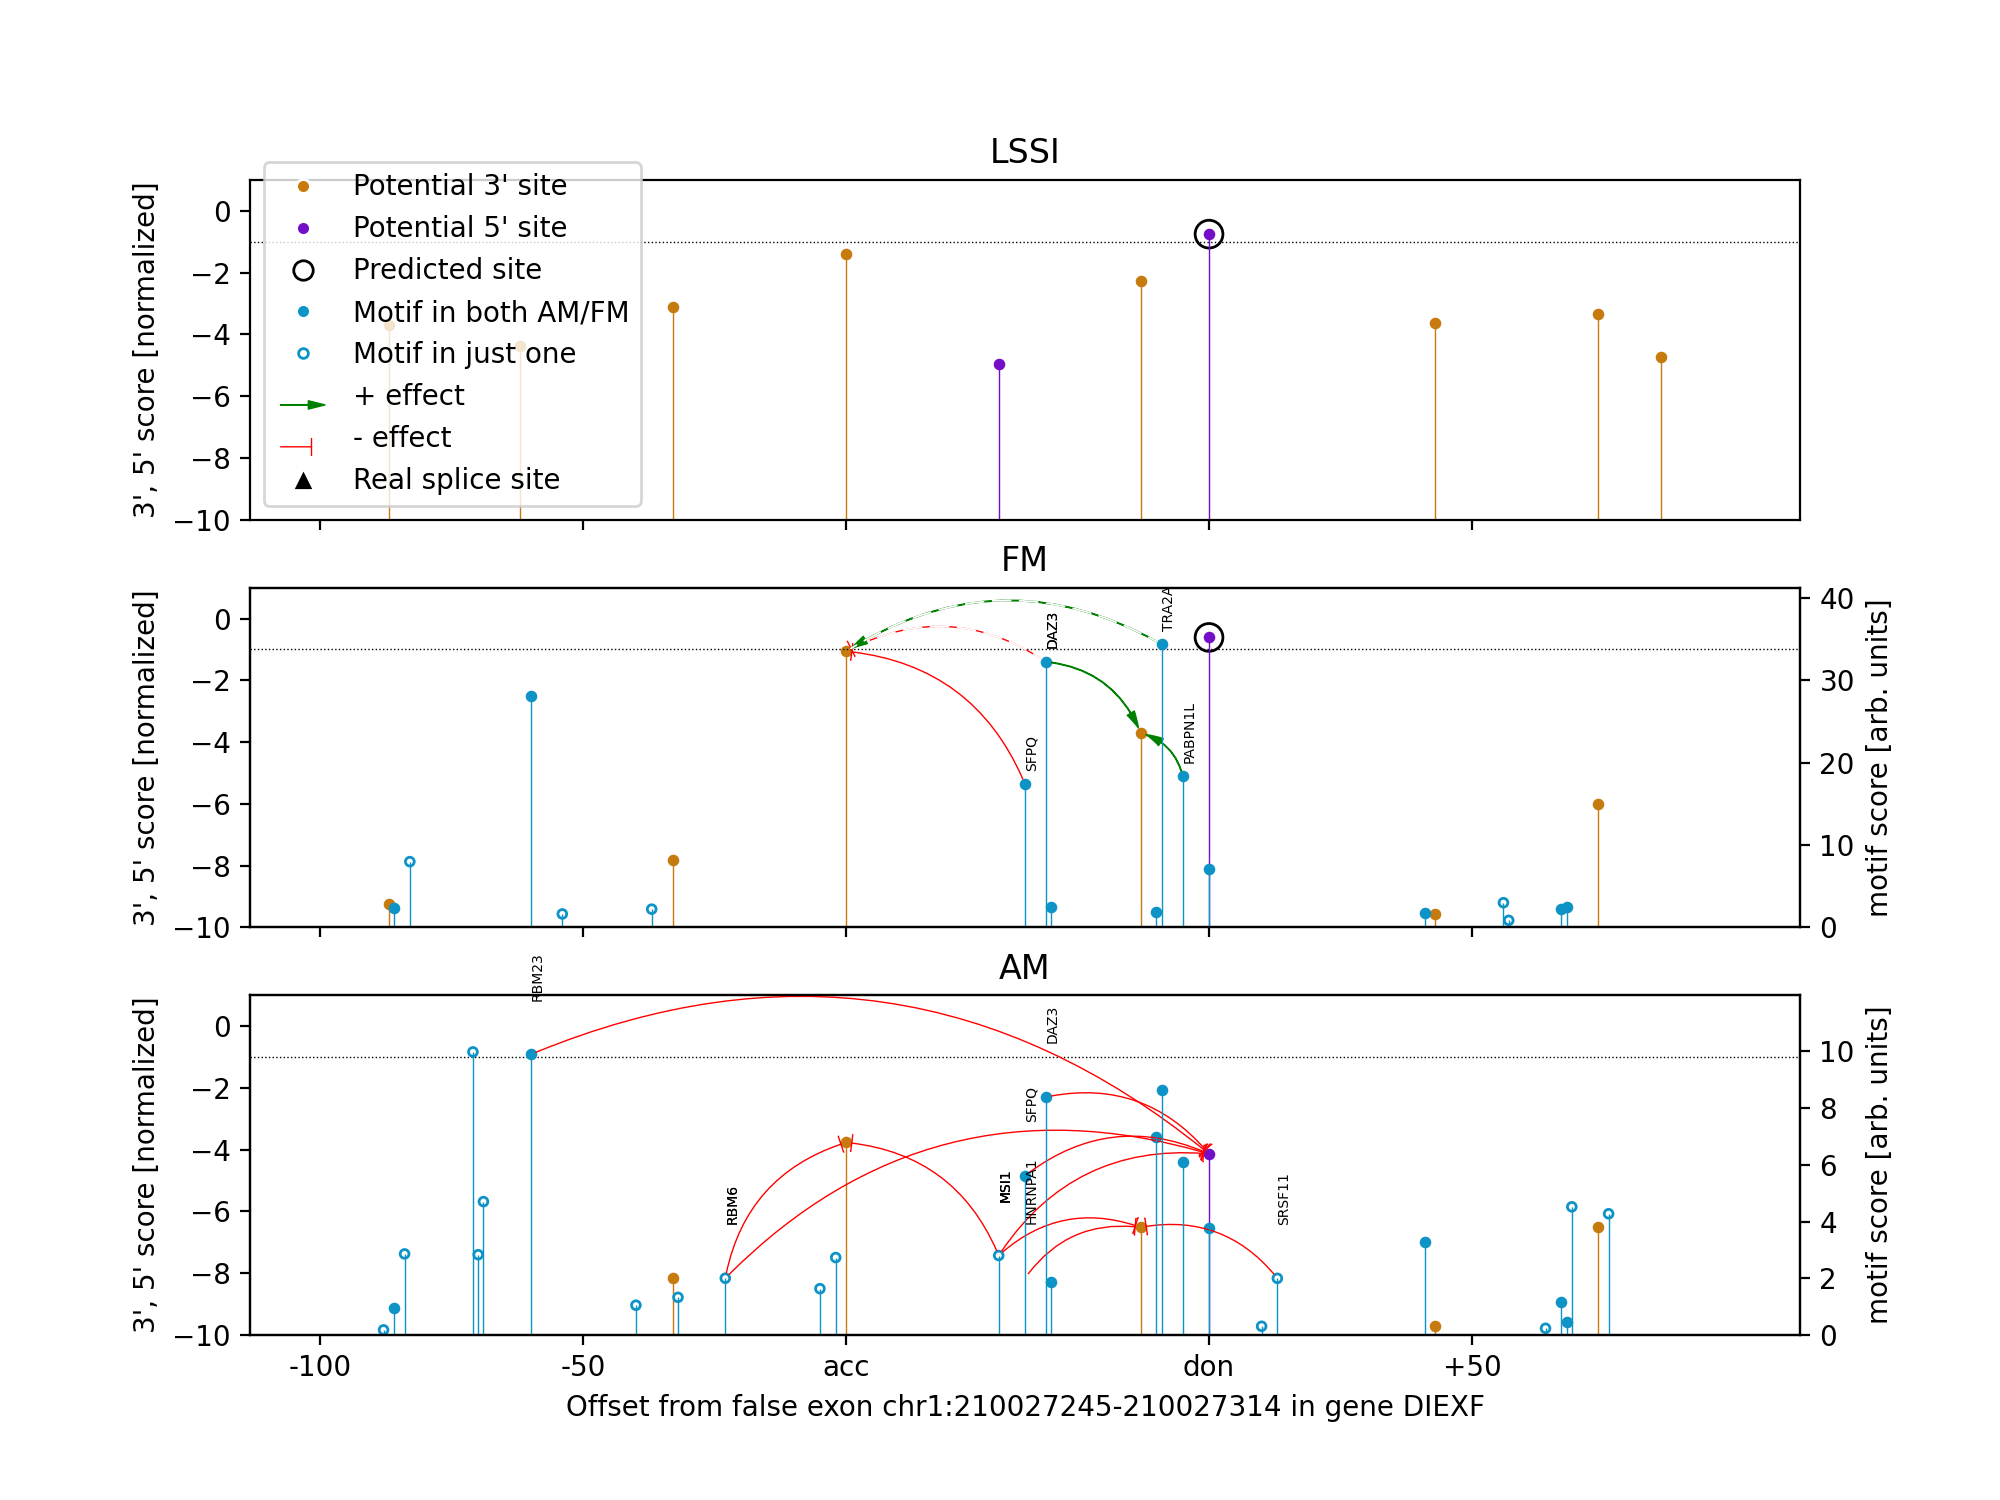 LSSI
3', 5' score [normalized]
0
−2
−4
−6
−8
−10
Potential 3' site
Potential 5' site
Predicted site
Motif in both AM/FM
Motif in just one
+ effect
- effect
Real splice site
FM
3', 5' score [normalized]
0
−2
−4
−6
−8
−10
SFPQ
DAZ3
TRA2A
PABPN1L
40
30
20
10
0
motif score [arb. units]
AM
3', 5' score [normalized]
0
−2
−4
−6
−8
−10
RBM23
RBM6
MSI1
SFPQ
HNRNPA1
DAZ3
SRSF11
10
8
6
4
2
0
motif score [arb. units]
-100
-50
acc
don
+50
Offset from false exon chr1:210027245-210027314 in gene DIEXF